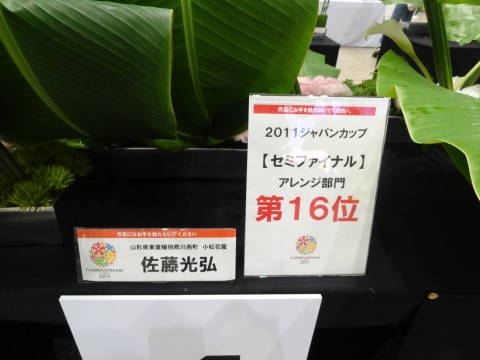 作品にお手を触れないでください。
2011ジャパンカップ
【セミファイナル】
アレンジ部門
第16位
作品にはお手を触れないでください
山形県東置賜郡川西町 小松花屋
佐藤光弘
FLOWER DREAM
2011